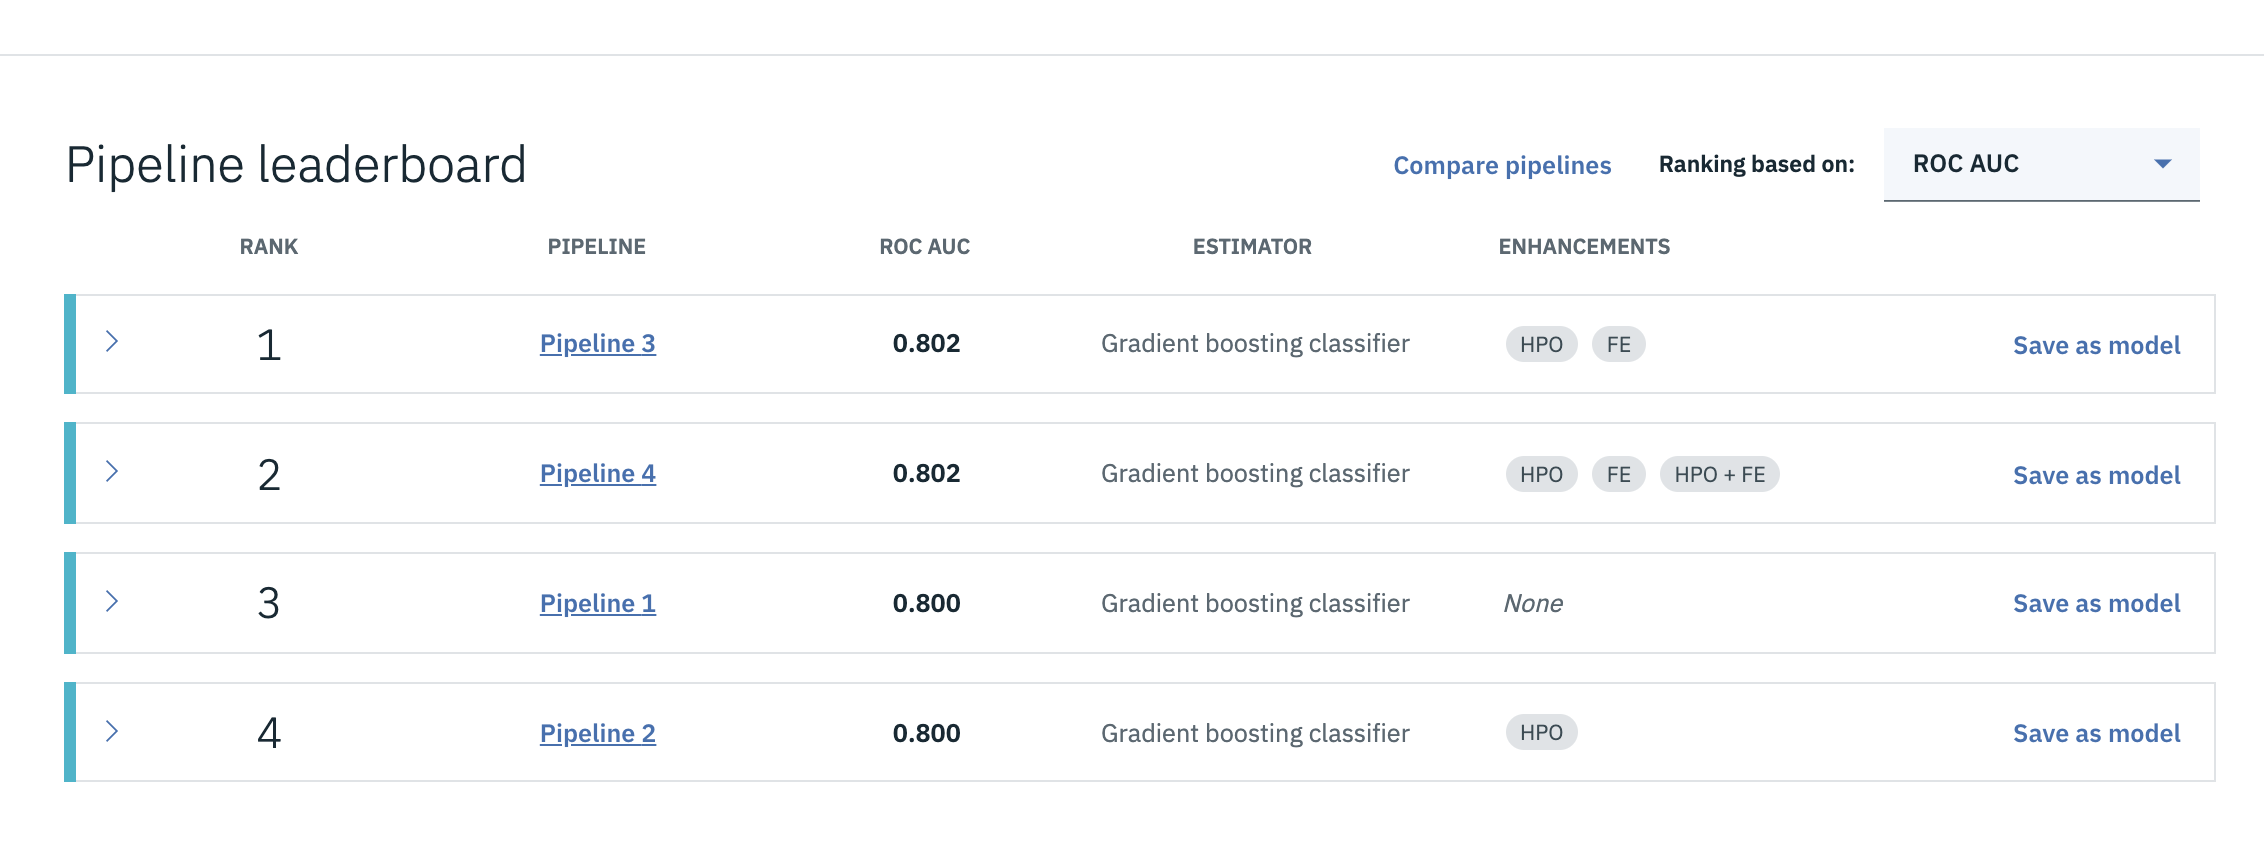 Pipeline leaderboard Compare pipelines Ranking based on: ROC AUC
RANK PIPELINE ROC AUC ESTIMATOR ENHANCEMENTS
1 Pipeline 3 0.802 Gradient boosting classifier HPO FE Save as model
2 Pipeline 4 0.802 Gradient boosting classifier HPO FE HPO + FE Save as model
3 Pipeline 1 0.800 Gradient boosting classifier None Save as model
4 Pipeline 2 0.800 Gradient boosting classifier HPO Save as model